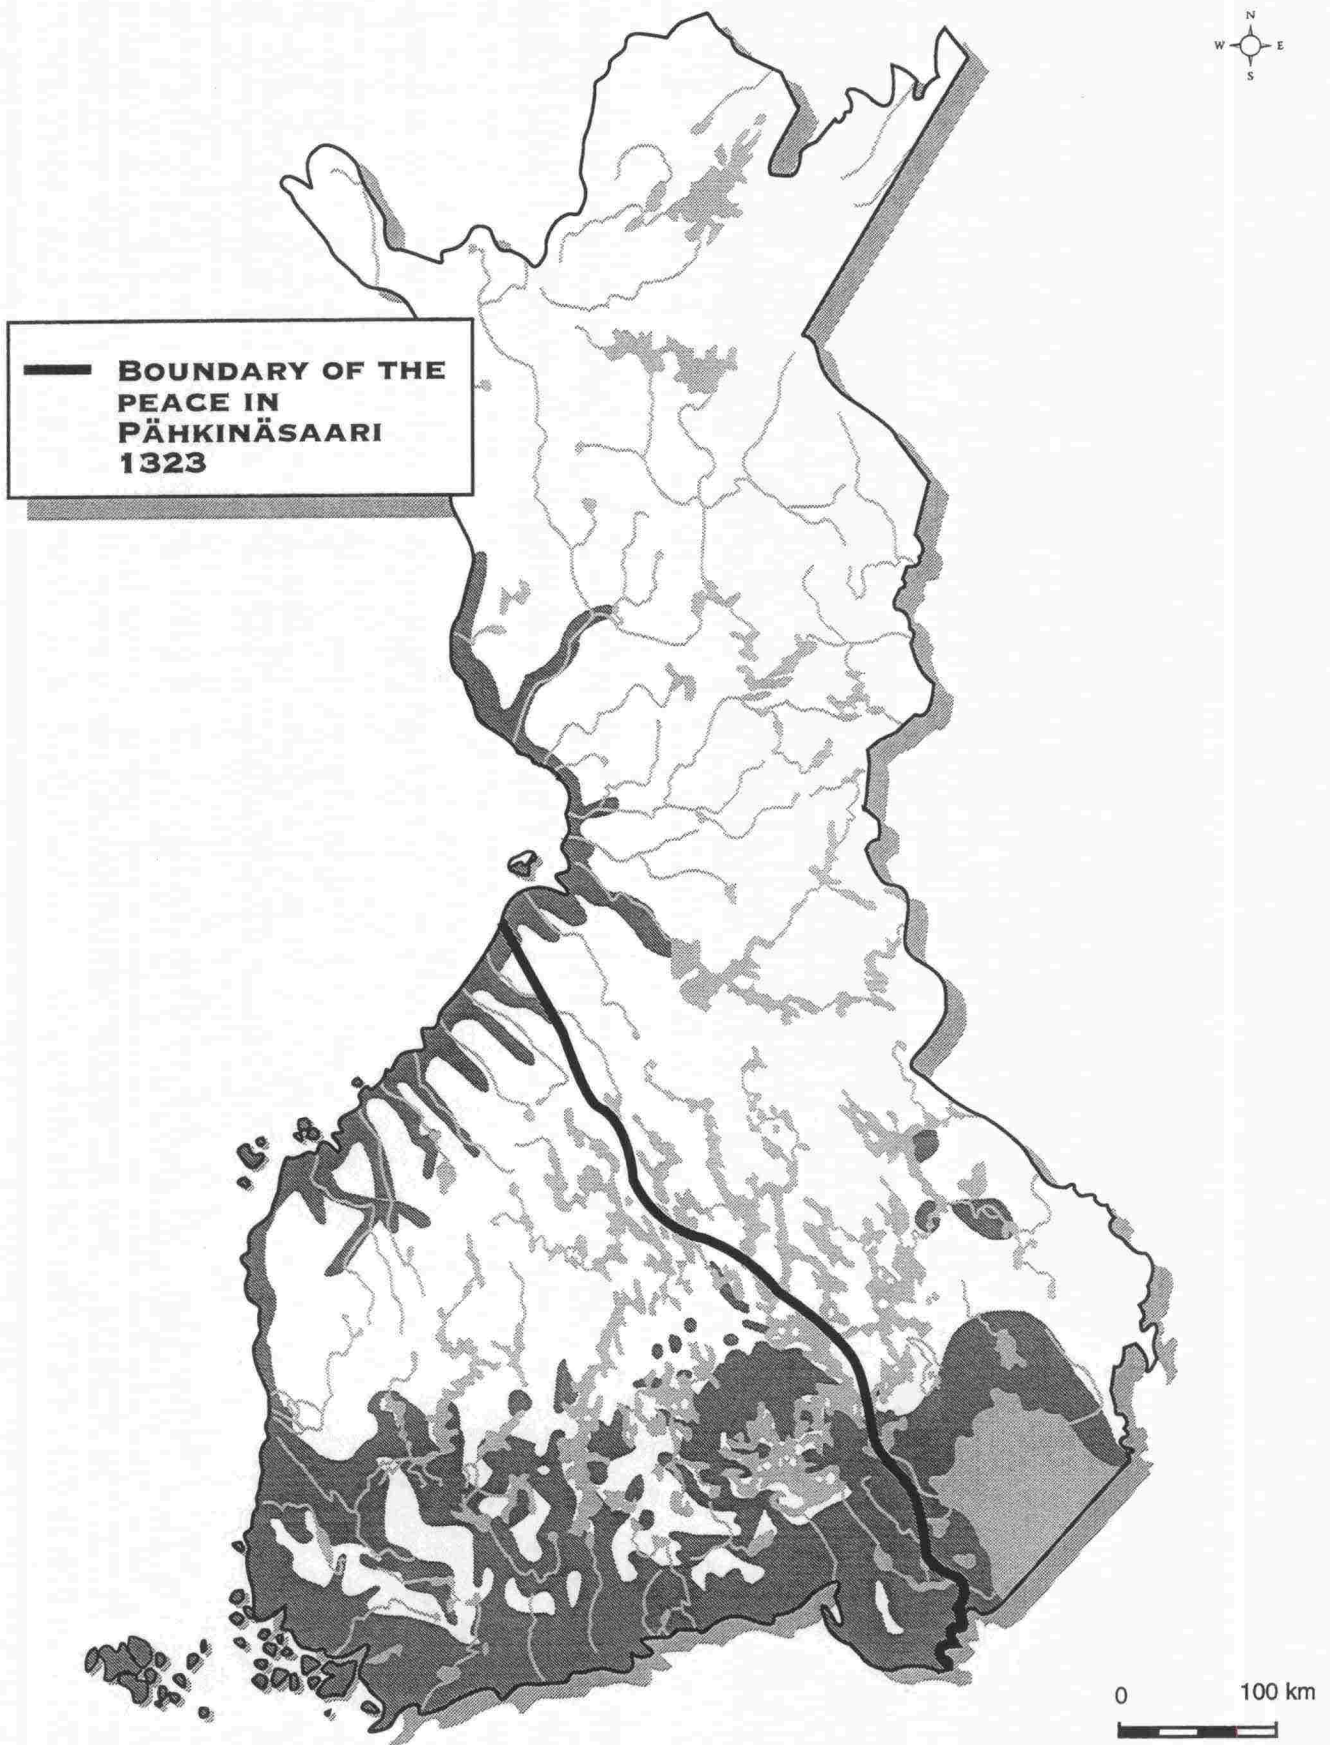 N
W E
S
BOUNDARY OF THE
PEACE IN
PÄHKINÄSAARI
1323
0 100 km